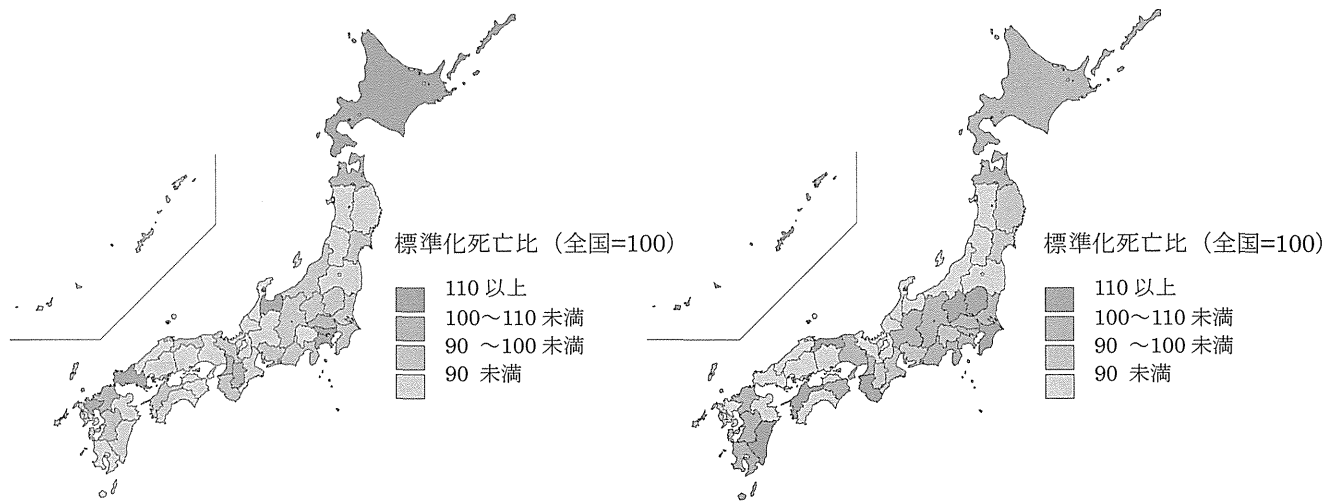 標準化死亡比（全国=100）
110 以上
100～110 未満
90 ～100 未満
90 未満
標準化死亡比（全国=100）
110 以上
100～110 未満
90 ～100 未満
90 未満